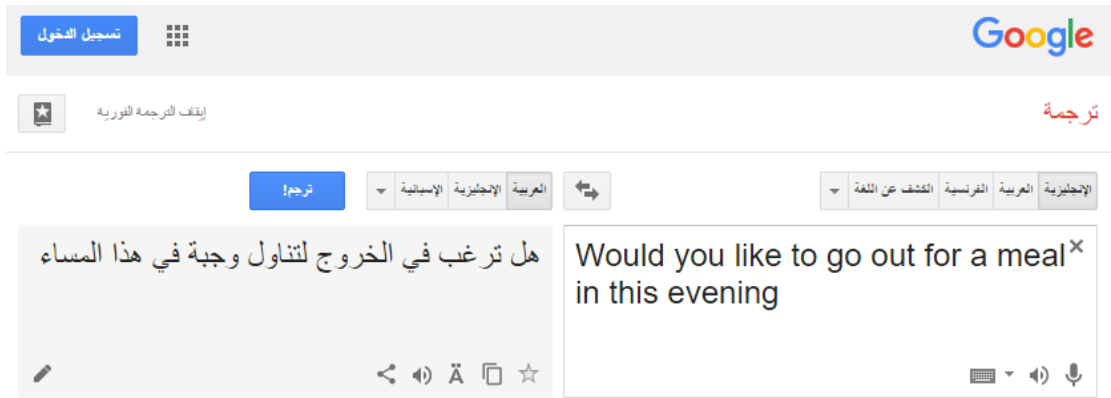 Google
تسجيل الدخول
ترجمة
إيقاف الترجمة الفورية
الإنجليزية العربية الفرنسية الكشف عن اللغة
العربية الإنجليزية الإسبانية
ترجم!
Would you like to go out for a meal
in this evening
هل ترغب في الخروج لتناول وجبة في هذا المساء
Ä